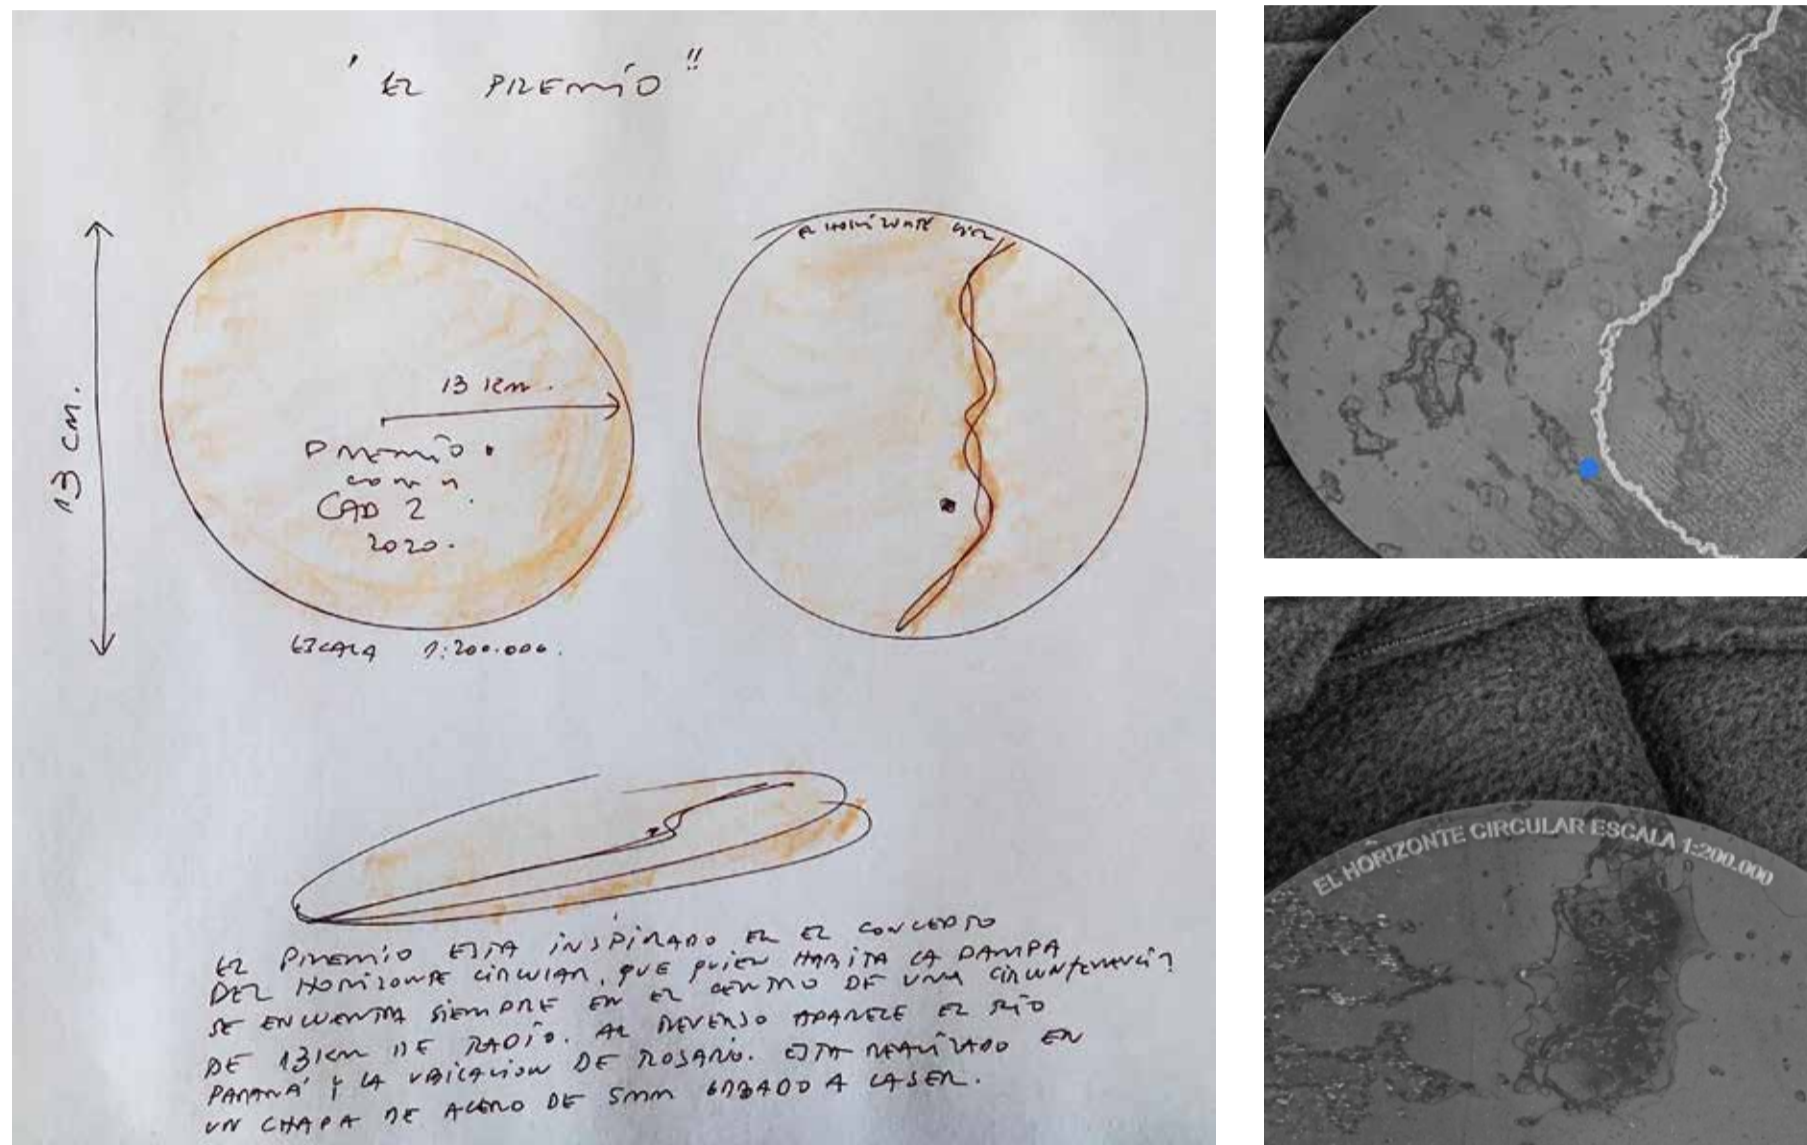 ' EL PREMIO "
13 cm.
13 km.
PREMIO
CAD 2
2020.
ESCALA 1:200.000.
EL HORIZONTE CIRC
EL PREMIO ESTA INSPIRADO EN EL CONCEPTO
DEL HORIZONTE CIRCULAR, QUE QUIEN HABITA LA PAMPA
SE ENCUENTRA SIEMPRE EN EL CENTRO DE UNA CIRCUNFERENCIA
DE 13 KM DE RADIO. AL REVERSO APARECE EL RIO
PARANÁ Y LA UBICACION DE ROSARIO. ESTA REALIZADO EN
UN CHAPA DE ACERO DE 5mm GRABADO A LASER.
EL HORIZONTE CIRCULAR ESCALA 1:200.000